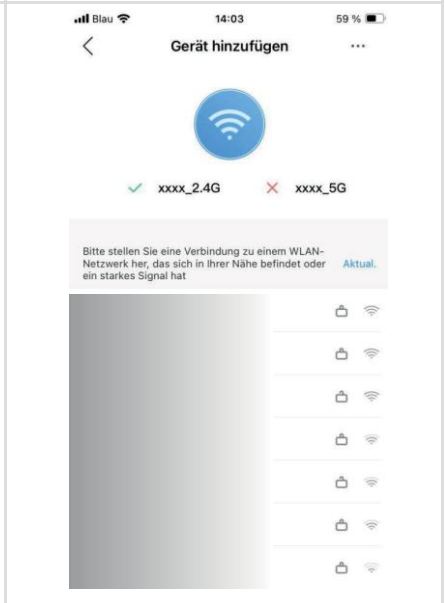 Blau 14:03 59 %
Gerät hinzufügen
xxxx_2.4G xxxx_5G
Bitte stellen Sie eine Verbindung zu einem WLAN-
Netzwerk her, das sich in Ihrer Nähe befindet oder Aktual.
ein starkes Signal hat